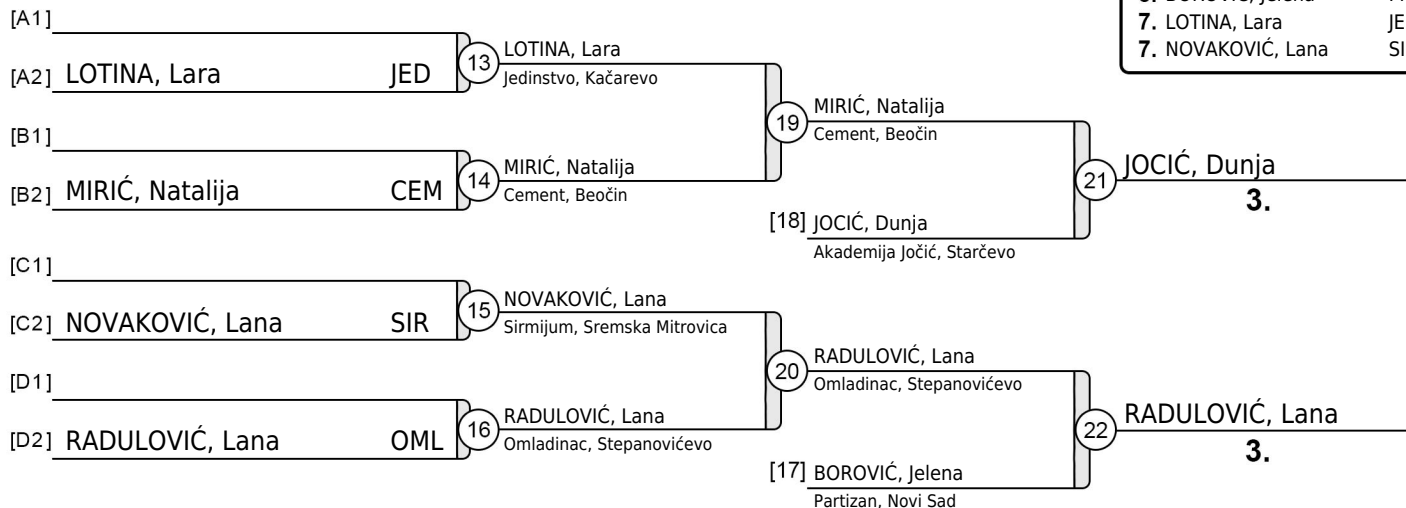 [A1]
[A2] LOTINA, Lara JED
13 LOTINA, Lara
Jedinstvo, Kačarevo
[B1]
[B2] MIRIĆ, Natalija CEM
14 MIRIĆ, Natalija
Cement, Beočin
19 MIRIĆ, Natalija
Cement, Beočin
[18] JOCIĆ, Dunja
Akademija Jočić, Starčevo
21 JOCIĆ, Dunja
3.
7. LOTINA, Lara
7. NOVAKOVIĆ, Lana
[C1]
[C2] NOVAKOVIĆ, Lana SIR
15 NOVAKOVIĆ, Lana
Sirmijum, Sremska Mitrovica
[D1]
[D2] RADULOVIĆ, Lana OML
16 RADULOVIĆ, Lana
Omladinac, Stepanovićevo
20 RADULOVIĆ, Lana
Omladinac, Stepanovićevo
[17] BOROVIĆ, Jelena
Partizan, Novi Sad
22 RADULOVIĆ, Lana
3.